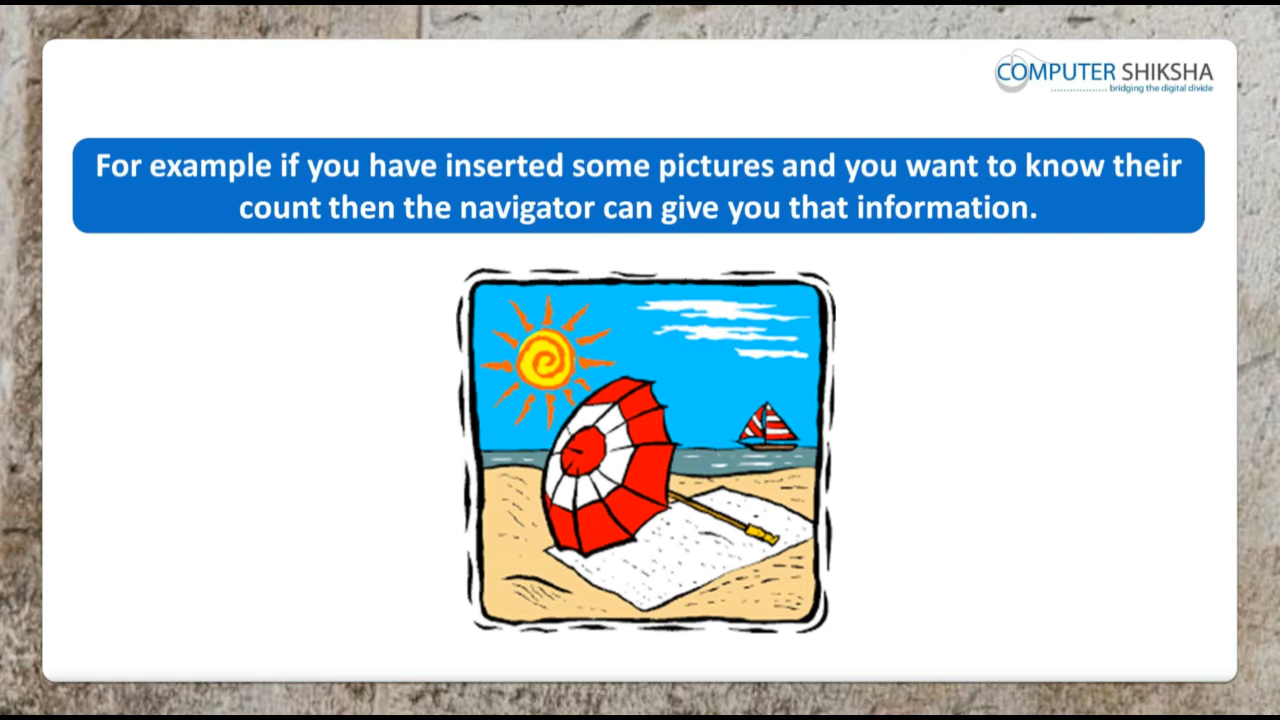 COMPUTER SHIKSHA
bridging the digital divide
For example if you have inserted some pictures and you want to know their
count then the navigator can give you that information.